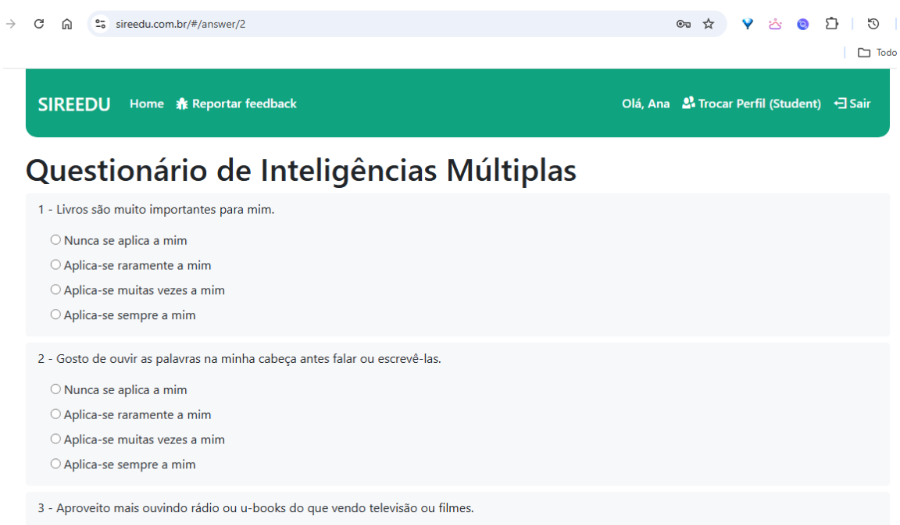 sireedu.com.br/#/answer/2
Todo
SIREEDU Home Reportar feedback Olá, Ana Trocar Perfil (Student) Sair
Questionário de Inteligências Múltiplas
1 - Livros são muito importantes para mim.
Nunca se aplica a mim
Aplica-se raramente a mim
Aplica-se muitas vezes a mim
Aplica-se sempre a mim
2 - Gosto de ouvir as palavras na minha cabeça antes falar ou escrevê-las.
Nunca se aplica a mim
Aplica-se raramente a mim
Aplica-se muitas vezes a mim
Aplica-se sempre a mim
3 - Aproveito mais ouvindo rádio ou u-books do que vendo televisão ou filmes.